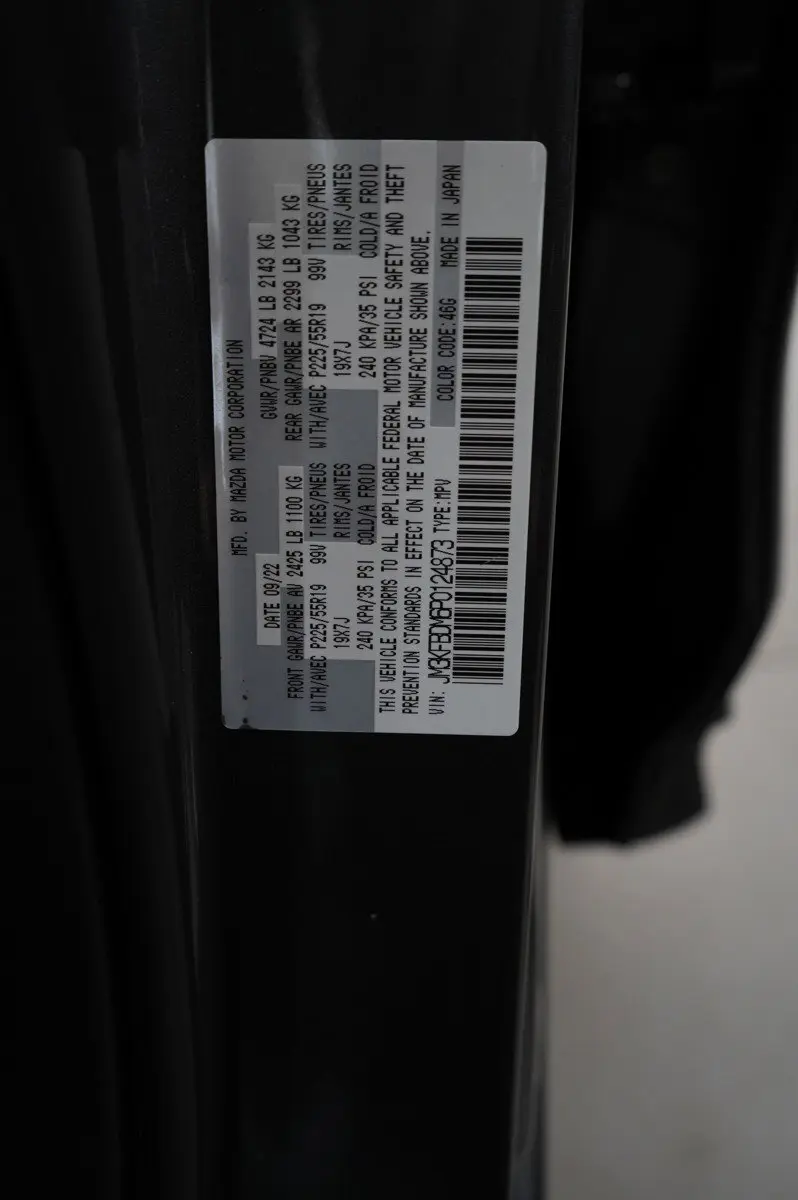 MFD. BY MAZDA MOTOR CORPORATION
DATE 09/22 GVWR/PNBV 4724 LB 2143 KG
FRONT GAWR/PNBE AV 2425 LB 1100 KG REAR GAWR/PNBE AR 2299 LB 1043 KG
WITH/AVEC P225/55R19 99V TIRES/PNEUS WITH/AVEC P225/55R19 99V TIRES/PNEUS
19X7J RIMS/JANTES 19X7J RIMS/JANTES
240 KPA/35 PSI COLD/A FROID 240 KPA/35 PSI COLD/A FROID
THIS VEHICLE CONFORMS TO ALL APPLICABLE FEDERAL MOTOR VEHICLE SAFETY AND THEFT
PREVENTION STANDARDS IN EFFECT ON THE DATE OF MANUFACTURE SHOWN ABOVE.
VIN: JM3KFBDM6P0124873 TYPE:MPV COLOR CODE:46G MADE IN JAPAN